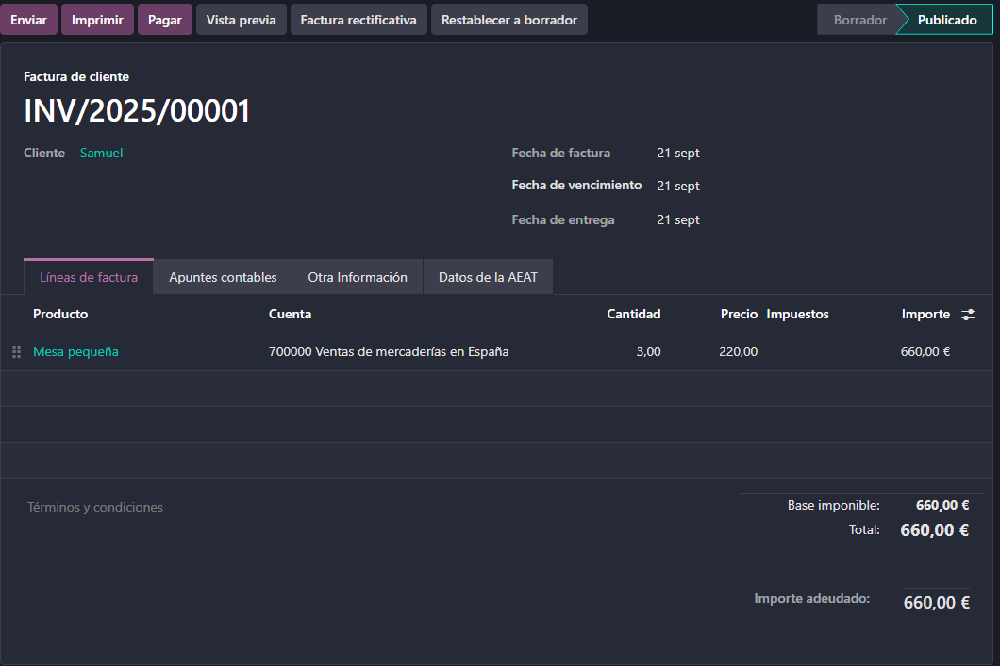 Enviar Imprimir Pagar Vista previa Factura rectificativa Restablecer a borrador Borrador Publicado
Factura de cliente
INV/2025/00001
Cliente Samuel Fecha de factura 21 sept
Fecha de vencimiento 21 sept
Fecha de entrega 21 sept
Líneas de factura Apuntes contables Otra Información Datos de la AEAT
Producto Cuenta Cantidad Precio Impuestos Importe
Mesa pequeña 700000 Ventas de mercaderías en España 3,00 220,00 660,00 €
Términos y condiciones Base imponible: 660,00 €
Total: 660,00 €
Importe adeudado: 660,00 €